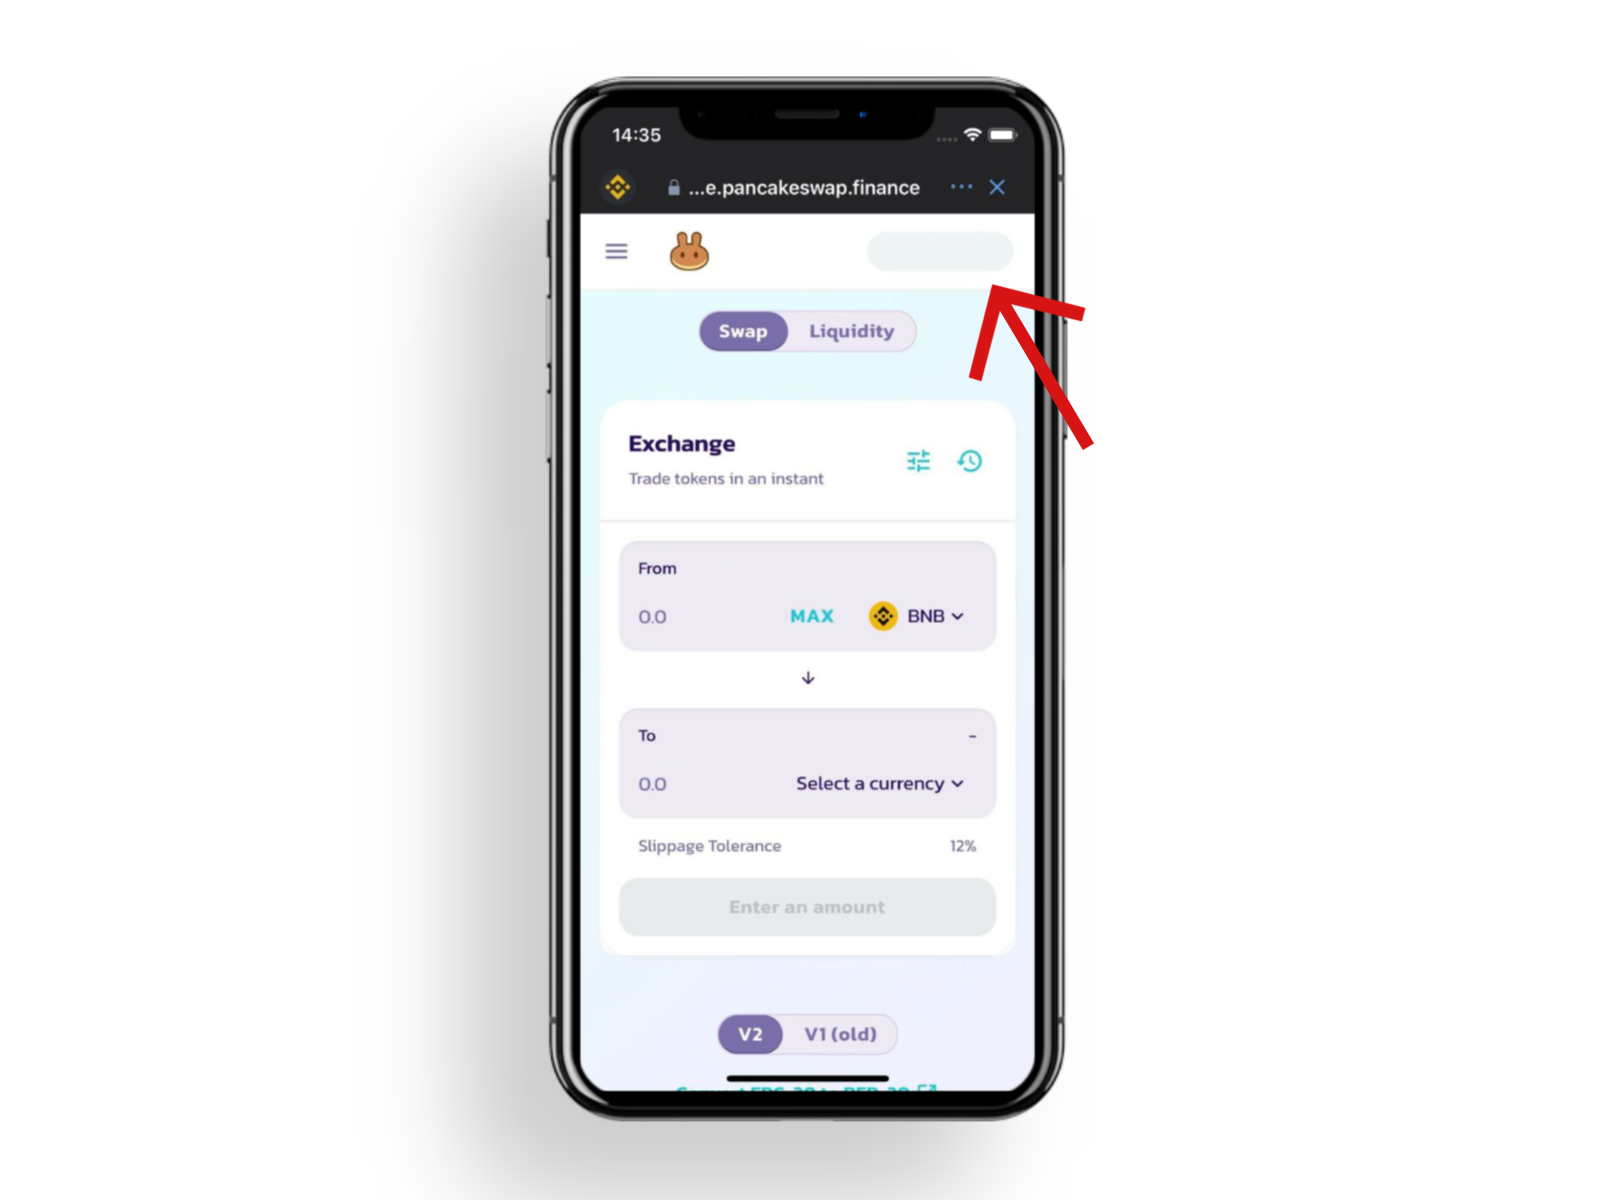 14:35
...e.pancakeswap.finance
Swap Liquidity
Exchange
Trade tokens in an instant
From
0.0 MAX BNB
To -
0.0 Select a currency
Slippage Tolerance 12%
Enter an amount
V2 V1 (old)